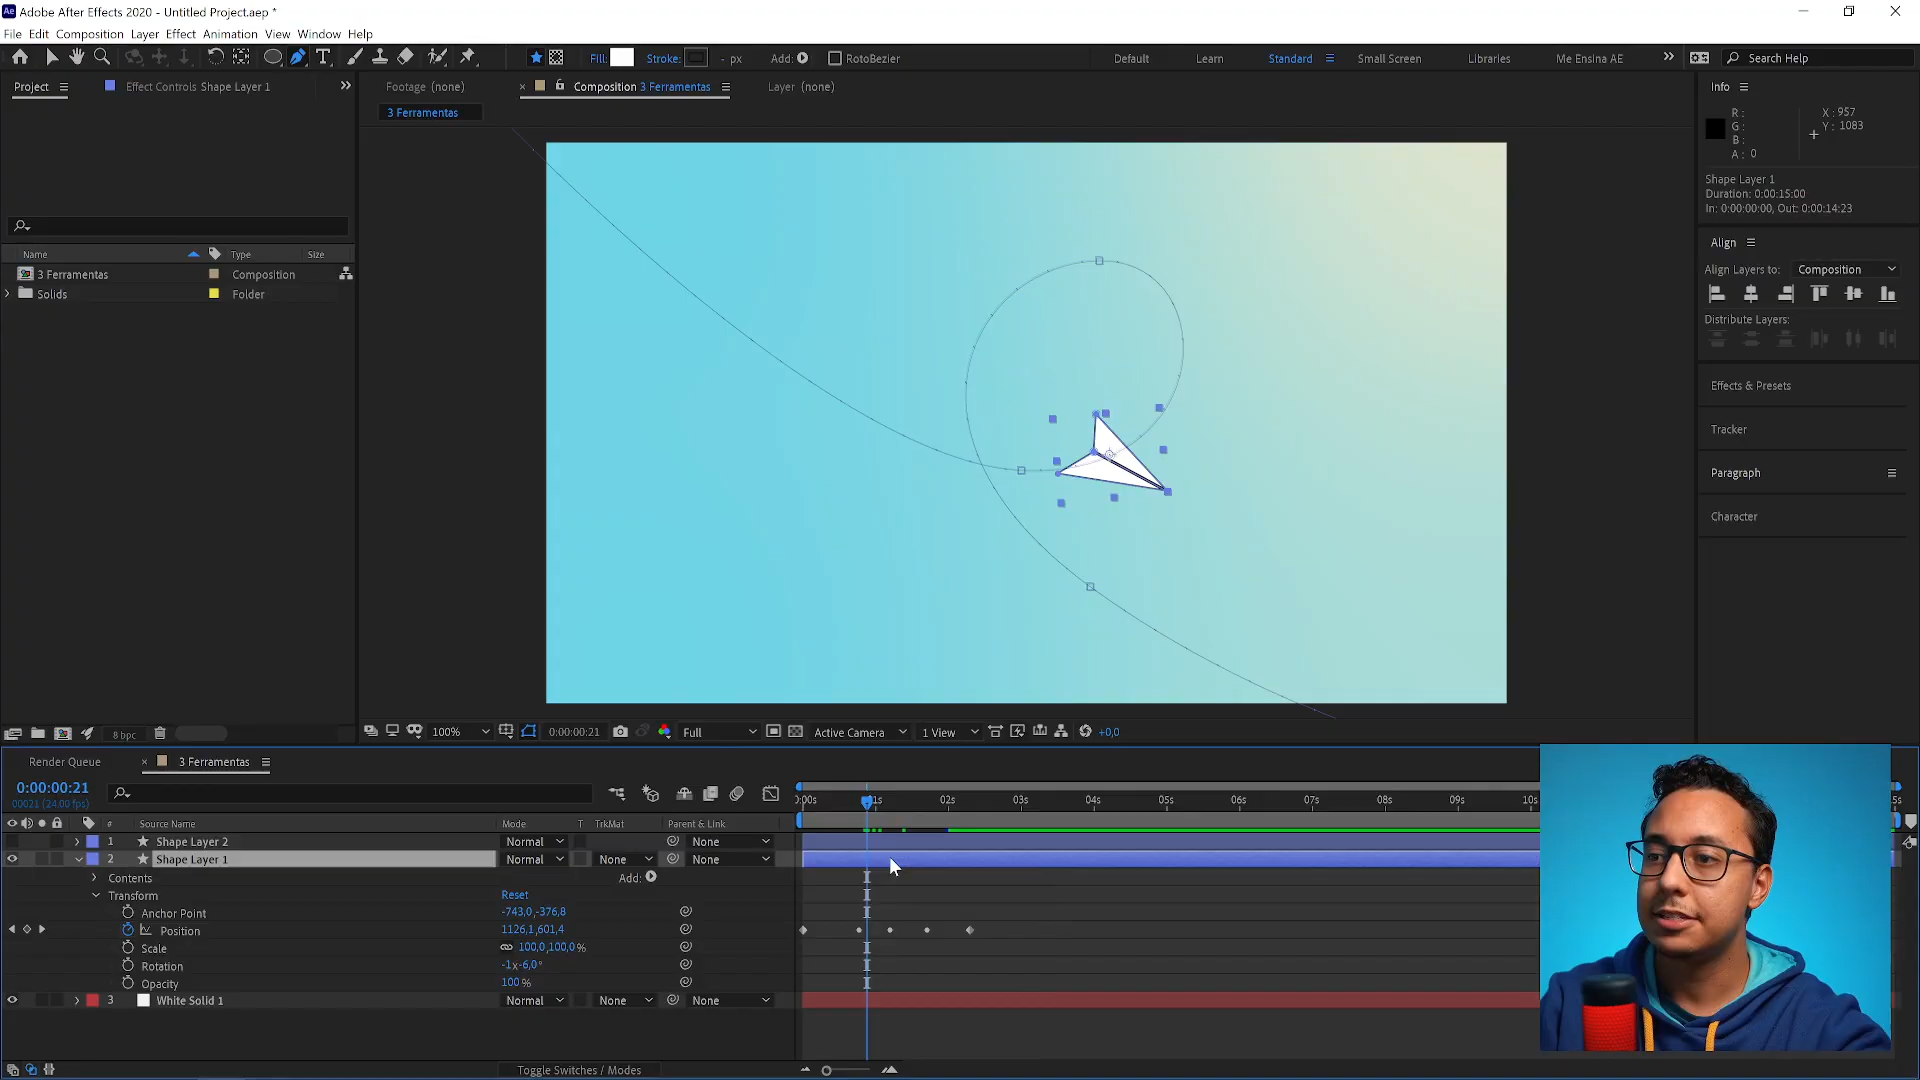 Ae Adobe After Effects 2020 - Untitled Project.aep *
File Edit Composition Layer Effect Animation View Window Help
Fill: Stroke: - px Add: RotoBezier Default Learn Standard Small Screen Libraries Me Ensina AE Search Help
Project Effect Controls Shape Layer 1 Footage (none) Composition 3 Ferramentas Layer (none) Info
3 Ferramentas
R: X: 957
G: Y: 1083
B:
A: 0
Shape Layer 1
Duration: 0:00:15:00
In: 0:00:00:00, Out: 0:00:14:23
Name Type Size
3 Ferramentas Composition
Solids Folder
Align
Align Layers to: Composition
Distribute Layers:
Effects & Presets
Tracker
Paragraph
Character
8 bpc 100% 0:00:00:21 Full Active Camera 1 View +0,0
Render Queue 3 Ferramentas
0:00:00:21
00021 (24.00 fps)
0:00s 01s 02s 03s 04s 05s 06s 07s 08s 09s 10s 5s
# Source Name Mode T TrkMat Parent & Link
1 Shape Layer 2 Normal None
2 Shape Layer 1 Normal None None
Contents Add:
Transform Reset
Anchor Point -743,0,-376,8
Position 1126,1,601,4
Scale 100,0,100,0%
Rotation -1x-6,0°
Opacity 100%
3 White Solid 1 Normal None None
Toggle Switches / Modes